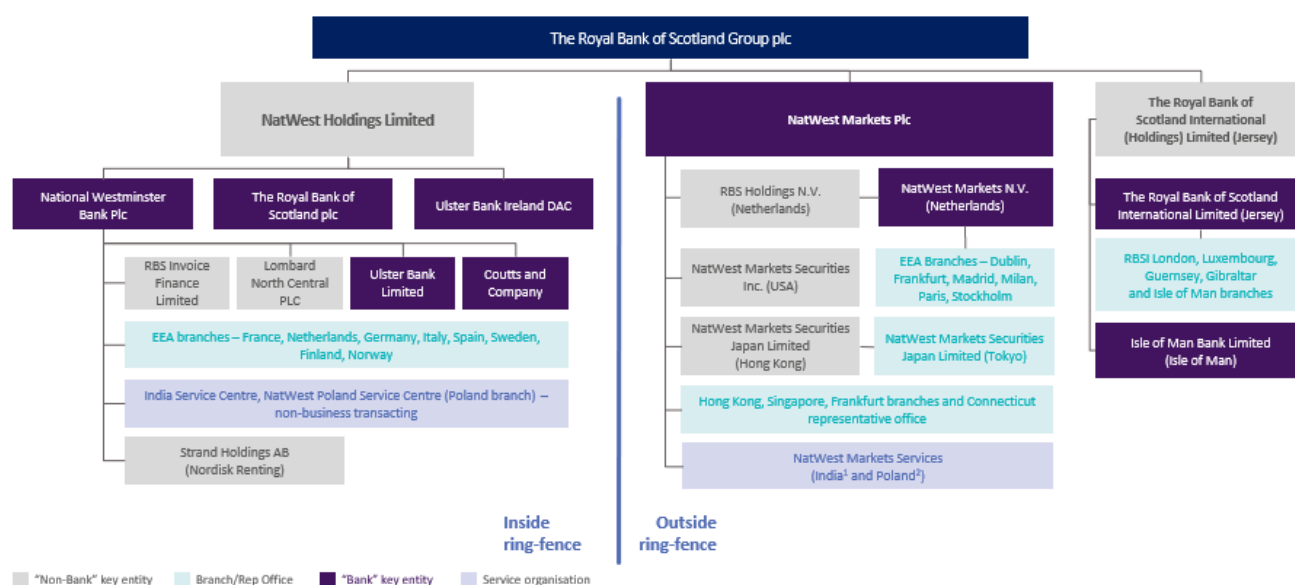 The Royal Bank of Scotland Group plc
NatWest Holdings Limited
National Westminster
Bank Plc
The Royal Bank of
Scotland plc
Ulster Bank Ireland DAC
RBS Invoice
Finance
Limited
Lombard
North Central
PLC
Ulster Bank
Limited
Coutts and
Company
EEA branches – France, Netherlands, Germany, Italy, Spain, Sweden,
Finland, Norway
India Service Centre, NatWest Poland Service Centre (Poland branch) –
non-business transacting
Strand Holdings AB
(Nordisk Renting)
Inside
ring-fence
NatWest Markets Plc
RBS Holdings N.V.
(Netherlands)
NatWest Markets N.V.
(Netherlands)
NatWest Markets Securities
Inc. (USA)
EEA Branches – Dublin,
Frankfurt, Madrid, Milan,
Paris, Stockholm
NatWest Markets Securities
Japan Limited
(Hong Kong)
NatWest Markets Securities
Japan Limited (Tokyo)
Hong Kong, Singapore, Frankfurt branches and Connecticut
representative office
NatWest Markets Services
(India¹ and Poland²)
Outside
ring-fence
The Royal Bank of
Scotland International
(Holdings) Limited (Jersey)
The Royal Bank of Scotland
International Limited (Jersey)
RBSI London, Luxembourg,
Guernsey, Gibraltar
and Isle of Man branches
Isle of Man Bank Limited
(Isle of Man)
"Non-Bank" key entity
Branch/Rep Office
"Bank" key entity
Service organisation